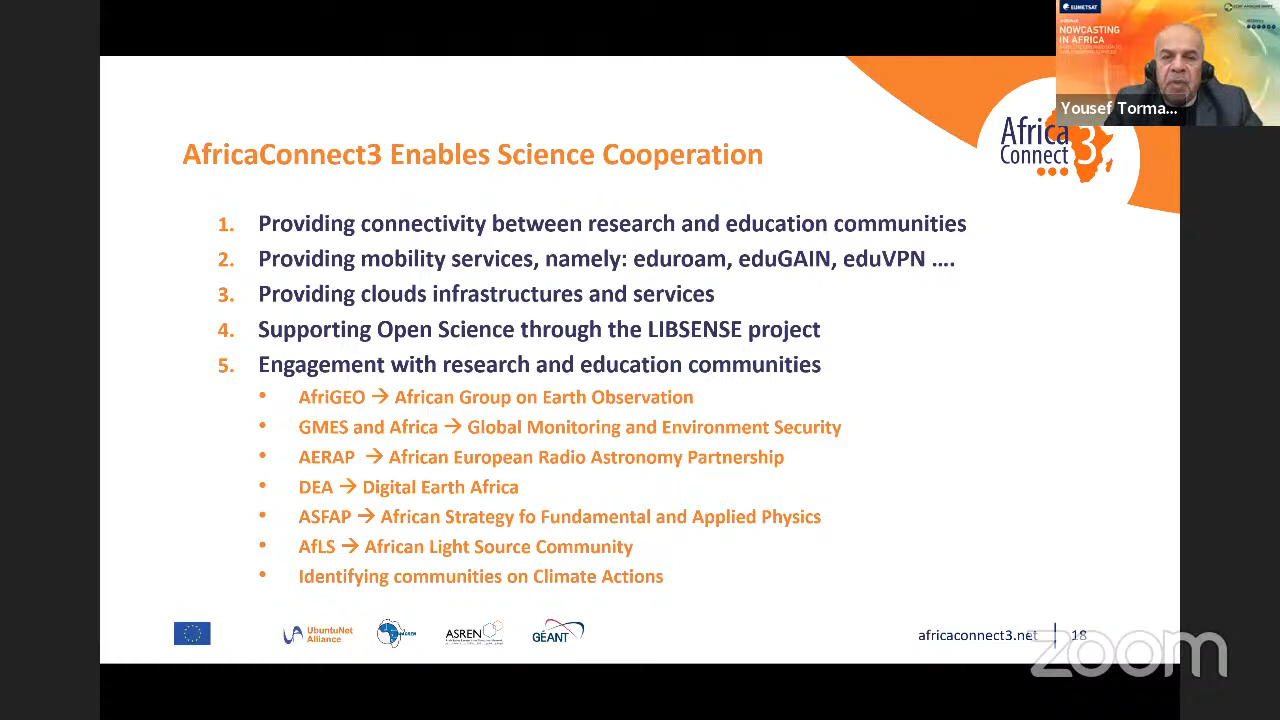 EUMETSAT
NOWCASTING
IN AFRICA
Yousef Torma...
Africa
Connect 3
AfricaConnect3 Enables Science Cooperation
1. Providing connectivity between research and education communities
2. Providing mobility services, namely: eduroam, eduGAIN, eduVPN ....
3. Providing clouds infrastructures and services
4. Supporting Open Science through the LIBSENSE project
5. Engagement with research and education communities
• AfriGEO → African Group on Earth Observation
• GMES and Africa → Global Monitoring and Environment Security
• AERAP → African European Radio Astronomy Partnership
• DEA → Digital Earth Africa
• ASFAP → African Strategy fo Fundamental and Applied Physics
• AfLS → African Light Source Community
• Identifying communities on Climate Actions
UbuntuNet
Alliance
ASREN
GÉANT
africaconnect3.net | 18
zoom